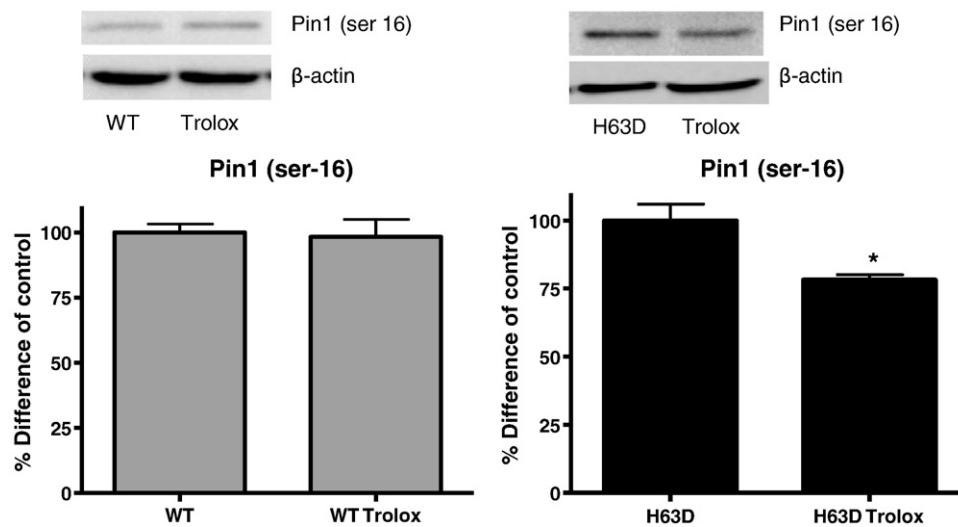 Pin1 (ser 16)
β-actin
WT Trolox
Pin1 (ser-16)
% Difference of control
100
75
50
25
0
WT WT Trolox
Pin1 (ser 16)
β-actin
H63D Trolox
Pin1 (ser-16)
% Difference of control
100
75
50
25
0
*
H63D H63D Trolox